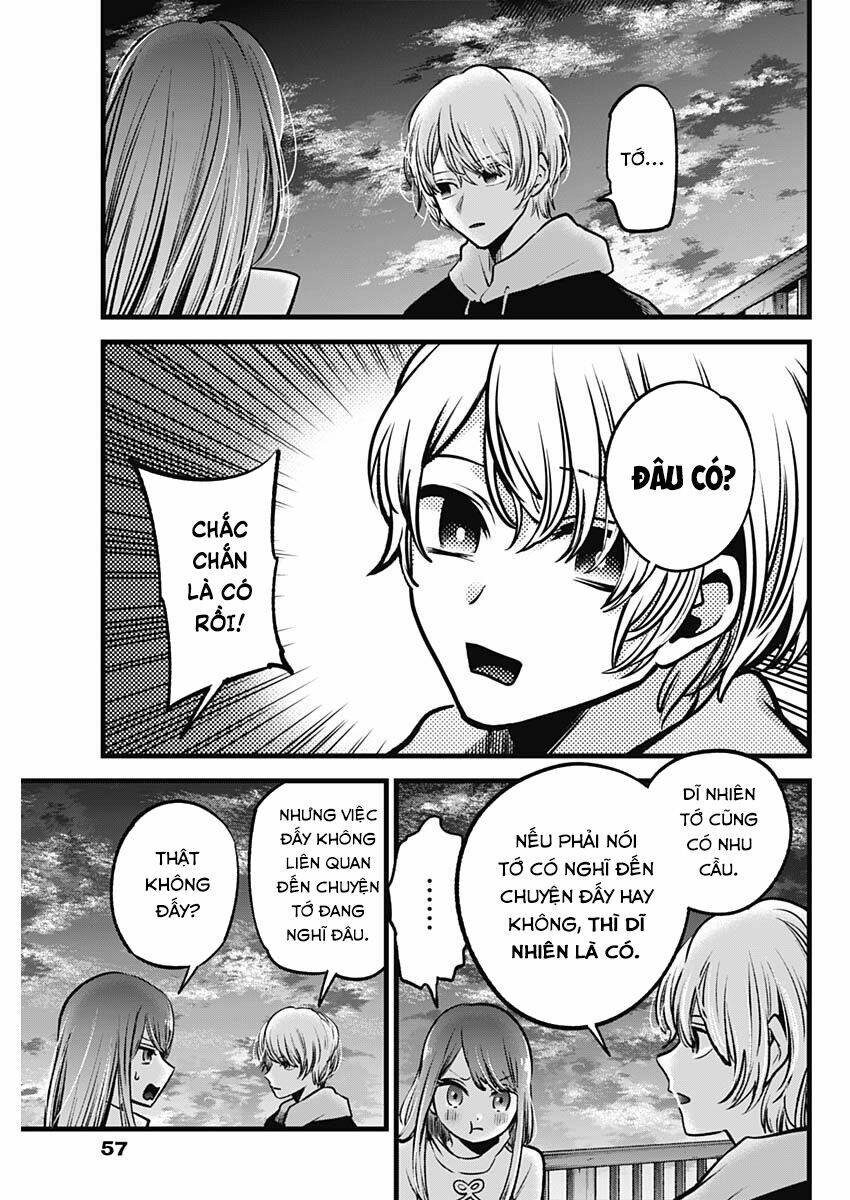 TỚ...
ĐÂU CÓ?
CHẮC
CHẮN
LÀ CÓ
RỒI!
DĨ NHIÊN
TỚ CŨNG
CÓ NHU
CẦU.
NẾU PHẢI NÓI
TỚ CÓ NGHĨ ĐẾN
CHUYỆN ĐẤY HAY
KHÔNG, THÌ DĨ
NHIÊN LÀ CÓ.
......
NHƯNG VIỆC
ĐẤY KHÔNG
LIÊN QUAN
ĐẾN CHUYỆN
TỚ ĐANG
NGHĨ ĐÂU.
THẬT
KHÔNG
ĐẤY?
57